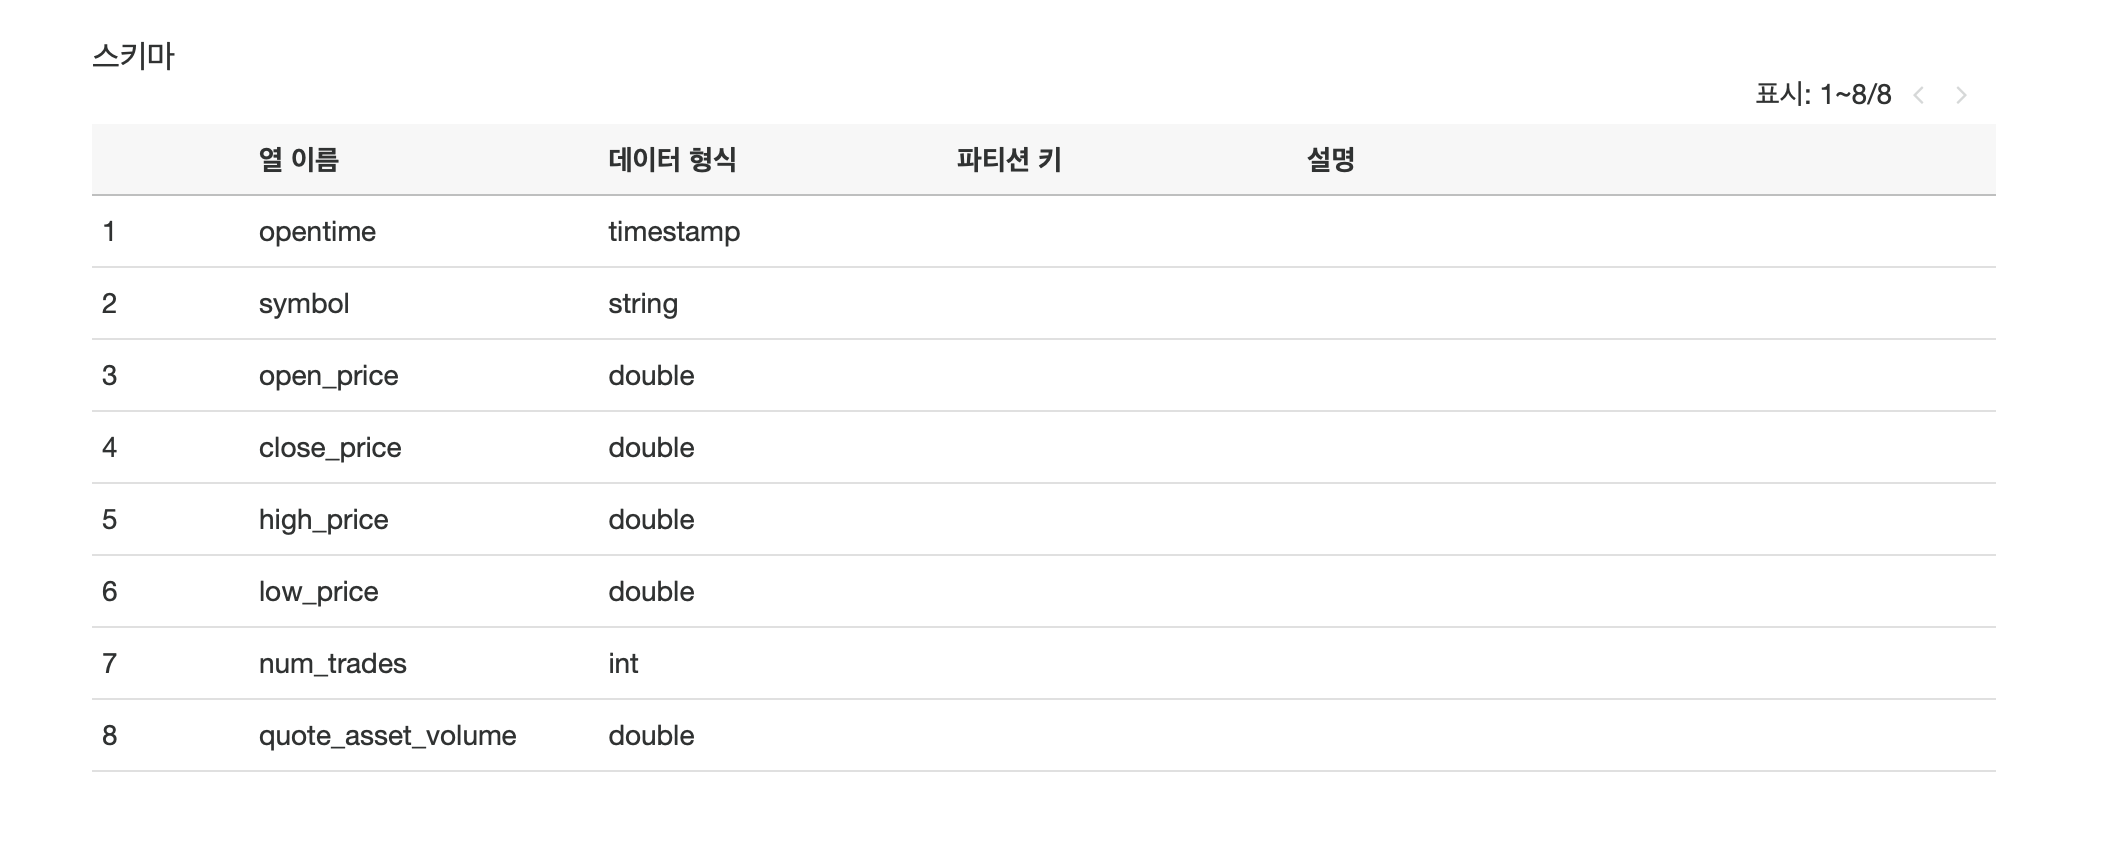 스키마
표시: 1~8/8
열 이름 데이터 형식 파티션 키 설명
1 opentime timestamp
2 symbol string
3 open_price double
4 close_price double
5 high_price double
6 low_price double
7 num_trades int
8 quote_asset_volume double